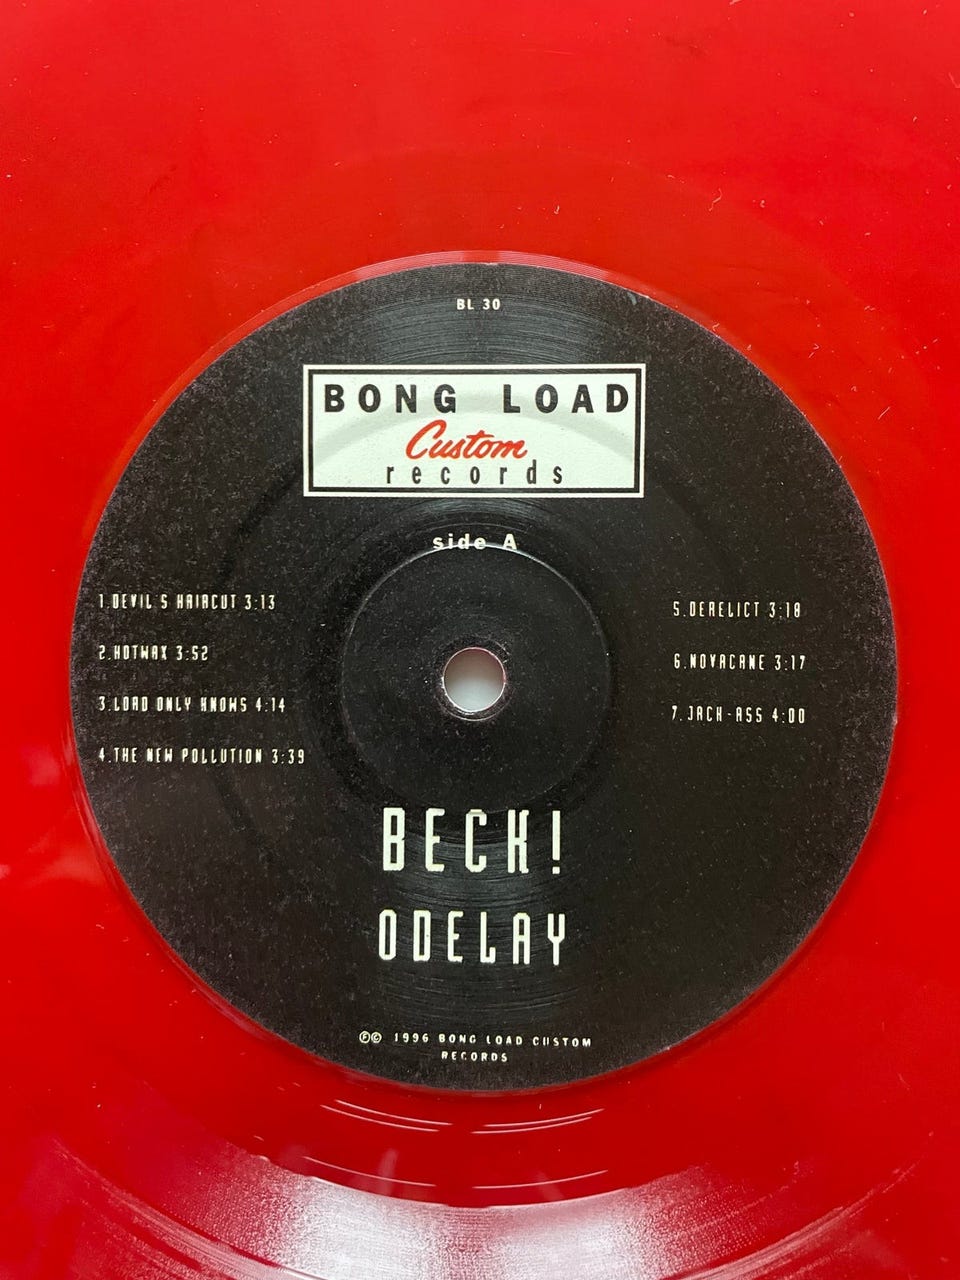 BL 30
BONG LOAD
Custom
records
side A
1.DEVIL'S HAIRCUT 3:13
2.HOTWAX 3:52
3.LORD ONLY KNOWS 4:14
4.THE NEW POLLUTION 3:39
5.DERELICT 3:18
6.NOVACANE 3:17
7.JACK-ASS 4:00
BECK!
ODELAY
℗© 1996 BONG LOAD CUSTOM
RECORDS